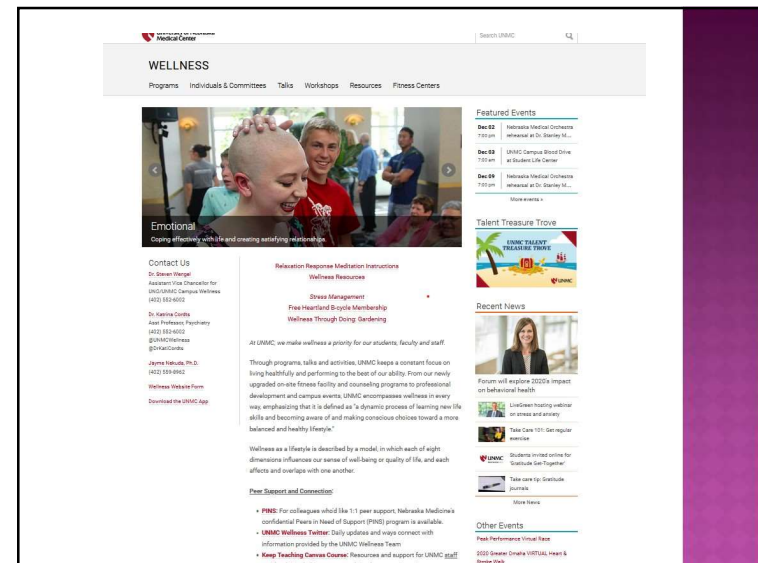 Medical Center
Search UNMC
WELLNESS
Programs Individuals & Committees Talks Workshops Resources Fitness Centers
Emotional
Coping effectively with life and creating satisfying relationships.
Contact Us
Dr. Steven Wengel
Assistant Vice Chancellor for
UNO/UNMC Campus Wellness
(402) 552-6002
Dr. Katrina Cordts
Asst Professor, Psychiatry
(402) 552-6002
@UNMCWellness
@DrKatiCordts
Jayme Nekuda, Ph.D.
(402) 559-8962
Wellness Website Form
Download the UNMC App
Relaxation Response Meditation Instructions
Wellness Resources
Stress Management
Free Heartland B-cycle Membership
Wellness Through Doing: Gardening
At UNMC, we make wellness a priority for our students, faculty and staff.
Through programs, talks and activities, UNMC keeps a constant focus on
living healthfully and performing to the best of our ability. From our newly
upgraded on-site fitness facility and counseling programs to professional
development and campus events, UNMC encompasses wellness in every
way, emphasizing that it is defined as "a dynamic process of learning new life
skills and becoming aware of and making conscious choices toward a more
balanced and healthy lifestyle."
Wellness as a lifestyle is described by a model, in which each of eight
dimensions influences our sense of well-being or quality of life, and each
affects and overlaps with one another.
Peer Support and Connection:
• PINS: For colleagues who'd like 1:1 peer support, Nebraska Medicine's
confidential Peers in Need of Support (PINS) program is available.
• UNMC Wellness Twitter: Daily updates and ways connect with
information provided by the UNMC Wellness Team
• Keep Teaching Canvas Course: Resources and support for UNMC staff
Featured Events
Dec 02 Nebraska Medical Orchestra
7:00 pm rehearsal at Dr. Stanley M....
Dec 03 UNMC Campus Blood Drive
7:00 am at Student Life Center
Dec 09 Nebraska Medical Orchestra
7:00 pm rehearsal at Dr. Stanley M....
More events »
Talent Treasure Trove
UNMC TALENT
TREASURE TROVE
UNMC
Recent News
Forum will explore 2020's impact
on behavioral health
LiveGreen hosting webinar
on stress and anxiety
Take Care 101: Get regular
exercise
UNMC
Students invited online for
'Gratitude Get-Together'
Take care tip: Gratitude
journals
More News
Other Events
Peak Performance Virtual Race
2020 Greater Omaha VIRTUAL Heart &
Stroke Walk